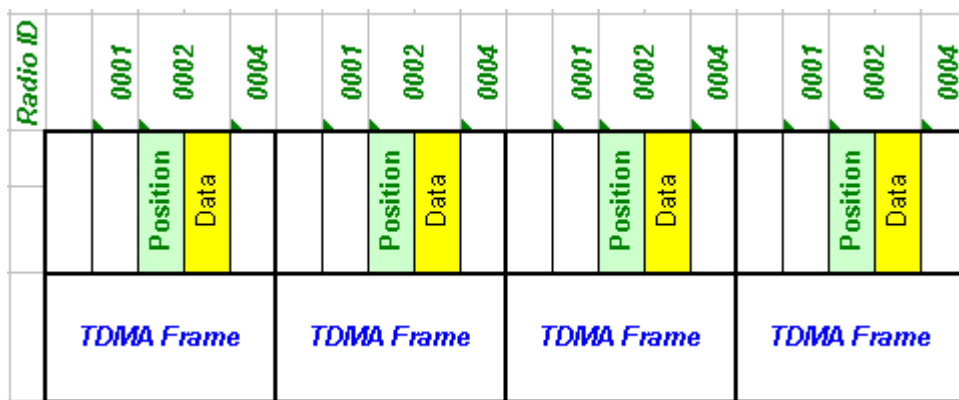 Radio ID 0001 0002 0004 0001 0002 0004 0001 0002 0004 0001 0002 0004
Position Data Position Data Position Data Position Data
TDMA Frame TDMA Frame TDMA Frame TDMA Frame